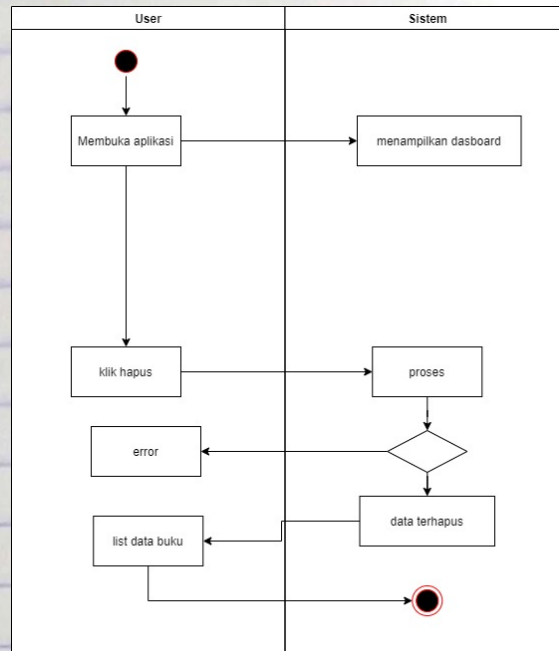 User
Sistem
Membuka aplikasi
menampilkan dasboard
klik hapus
proses
error
data terhapus
list data buku